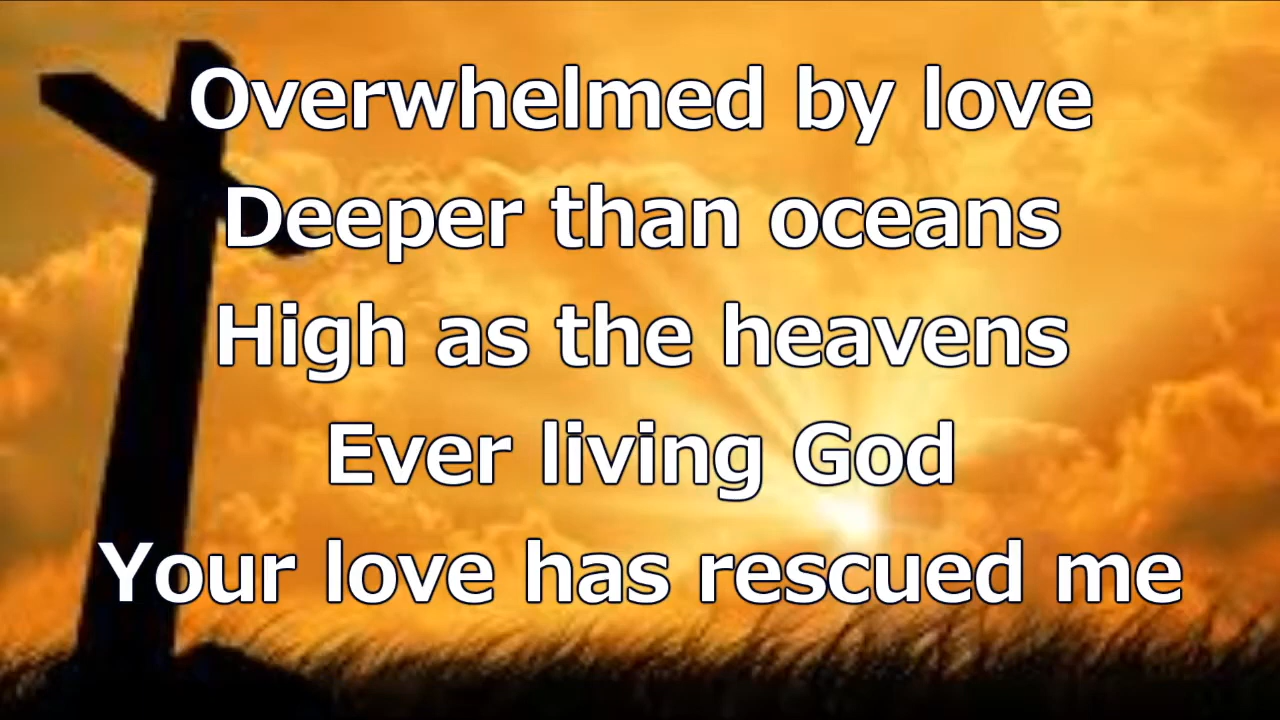 Overwhelmed by love
Deeper than oceans
High as the heavens
Ever living God
Your love has rescued me